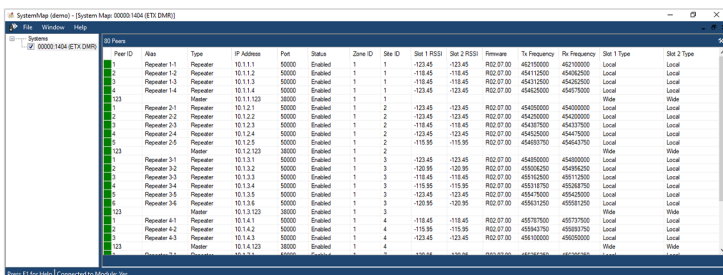 SystemMap (demo) - [System Map: 00000:1404 (ETX DMR)]
File Window Help
Systems
00000:1404 (ETX DMR)
80 Peers
Peer ID Alias Type IP Address Port Status Zone ID Site ID Slot 1 RSSI Slot 2 RSSI Firmware Tx Frequency Rx Frequency Slot 1 Type Slot 2 Type
1 Repeater 1-1 Repeater 10.1.1.1 50000 Enabled 1 1 -123.45 -123.45 R02.07.00 462150000 462100000 Local Local
2 Repeater 1-2 Repeater 10.1.1.2 50000 Enabled 1 1 -118.45 -118.45 R02.07.00 454112500 454062500 Local Local
3 Repeater 1-3 Repeater 10.1.1.3 50000 Enabled 1 1 -118.45 -123.45 R02.07.00 454312500 454262500 Local Local
4 Repeater 1-4 Repeater 10.1.1.4 50000 Enabled 1 1 -123.45 -123.45 R02.07.00 454625000 454575000 Local Local
123 Master 10.1.1.123 38000 Enabled 1 1 Wide Wide
1 Repeater 2-1 Repeater 10.1.2.1 50000 Enabled 1 2 -123.45 -123.45 R02.07.00 454050000 454000000 Local Local
2 Repeater 2-2 Repeater 10.1.2.2 50000 Enabled 1 2 -123.45 -123.45 R02.07.00 454250000 454200000 Local Local
3 Repeater 2-3 Repeater 10.1.2.3 50000 Enabled 1 2 -118.45 -123.45 R02.07.00 454387500 454337500 Local Local
4 Repeater 2-4 Repeater 10.1.2.4 50000 Enabled 1 2 -123.45 -123.45 R02.07.00 454525000 454475000 Local Local
5 Repeater 2-5 Repeater 10.1.2.5 50000 Enabled 1 2 -115.95 -123.45 R02.07.00 454693750 454643750 Local Local
123 Master 10.1.2.123 38000 Enabled 1 2 Wide Wide
1 Repeater 3-1 Repeater 10.1.3.1 50000 Enabled 1 3 -123.45 -123.45 R02.07.00 454850000 454800000 Local Local
2 Repeater 3-2 Repeater 10.1.3.2 50000 Enabled 1 3 -120.95 -120.95 R02.07.00 455006250 454956250 Local Local
3 Repeater 3-3 Repeater 10.1.3.3 50000 Enabled 1 3 -118.45 -123.45 R02.07.00 455162500 455112500 Local Local
4 Repeater 3-4 Repeater 10.1.3.4 50000 Enabled 1 3 -115.95 -115.95 R02.07.00 455318750 455268750 Local Local
5 Repeater 3-5 Repeater 10.1.3.5 50000 Enabled 1 3 -123.45 -123.45 R02.07.00 455475000 455425000 Local Local
6 Repeater 3-6 Repeater 10.1.3.6 50000 Enabled 1 3 -120.95 -123.45 R02.07.00 455631250 455581250 Local Local
123 Master 10.1.3.123 38000 Enabled 1 3 Wide Wide
1 Repeater 4-1 Repeater 10.1.4.1 50000 Enabled 1 4 -118.45 -118.45 R02.07.00 455787500 455737500 Local Local
2 Repeater 4-2 Repeater 10.1.4.2 50000 Enabled 1 4 -115.95 -115.95 R02.07.00 455943750 455893750 Local Local
3 Repeater 4-3 Repeater 10.1.4.3 50000 Enabled 1 4 -123.45 -123.45 R02.07.00 456100000 456050000 Local Local
123 Master 10.1.4.123 38000 Enabled 1 4 Wide Wide
Press F1 for Help Connected to Module: Yes